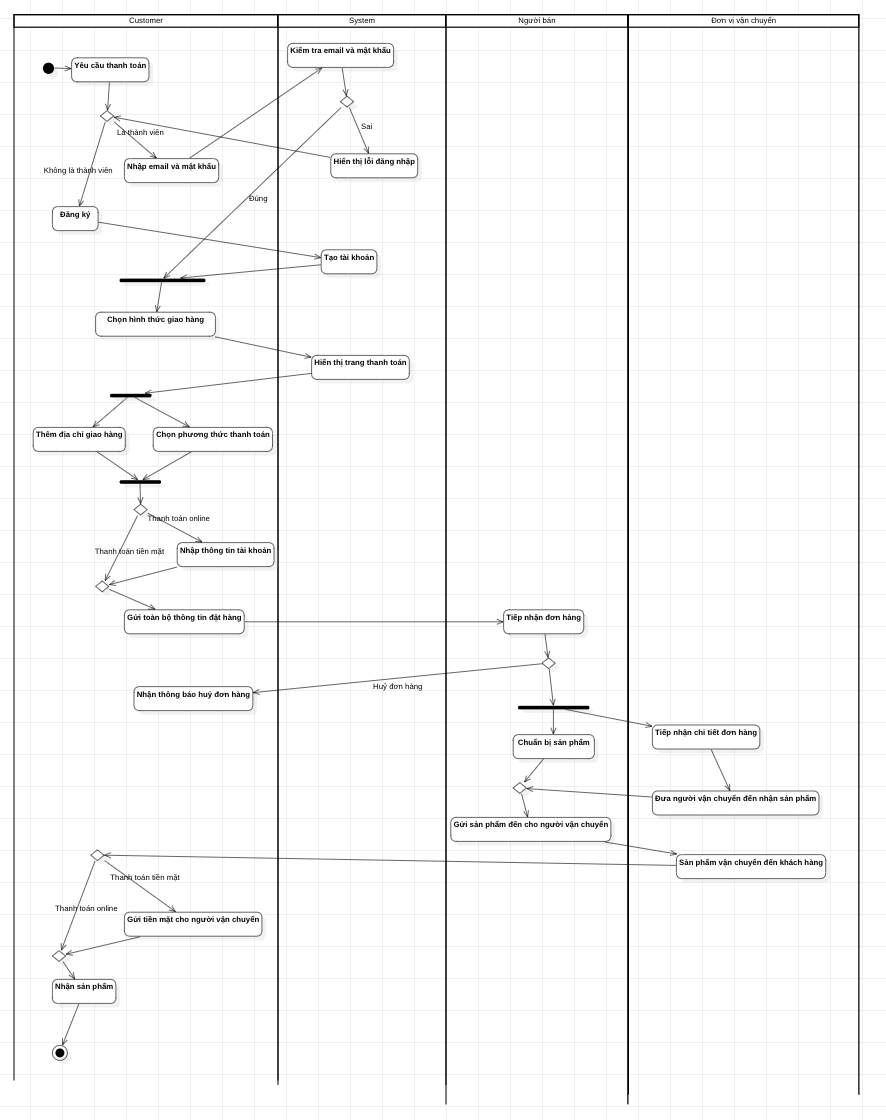 Customer
System
Người bán
Đơn vị vận chuyển
Yêu cầu thanh toán
Kiểm tra email và mật khẩu
Là thành viên
Sai
Nhập email và mật khẩu
Hiển thị lỗi đăng nhập
Không là thành viên
Đúng
Đăng ký
Tạo tài khoản
Chọn hình thức giao hàng
Hiển thị trang thanh toán
Thêm địa chỉ giao hàng
Chọn phương thức thanh toán
Thanh toán online
Thanh toán tiền mặt
Nhập thông tin tài khoản
Gửi toàn bộ thông tin đặt hàng
Tiếp nhận đơn hàng
Huỷ đơn hàng
Nhận thông báo huỷ đơn hàng
Chuẩn bị sản phẩm
Tiếp nhận chi tiết đơn hàng
Đưa người vận chuyển đến nhận sản phẩm
Gửi sản phẩm đến cho người vận chuyển
Sản phẩm vận chuyển đến khách hàng
Thanh toán tiền mặt
Thanh toán online
Gửi tiền mặt cho người vận chuyển
Nhận sản phẩm